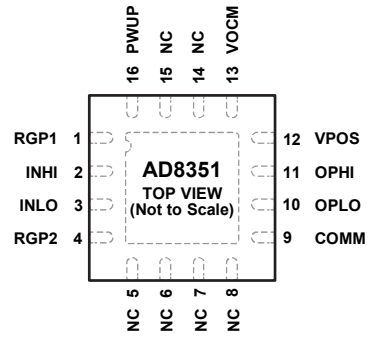 PWUP
NC
NC
VOCM
16
15
14
13
RGP1 1
INHI 2
INLO 3
RGP2 4
AD8351
TOP VIEW
(Not to Scale)
12 VPOS
11 OPHI
10 OPLO
9 COMM
NC 5
NC 6
NC 7
NC 8